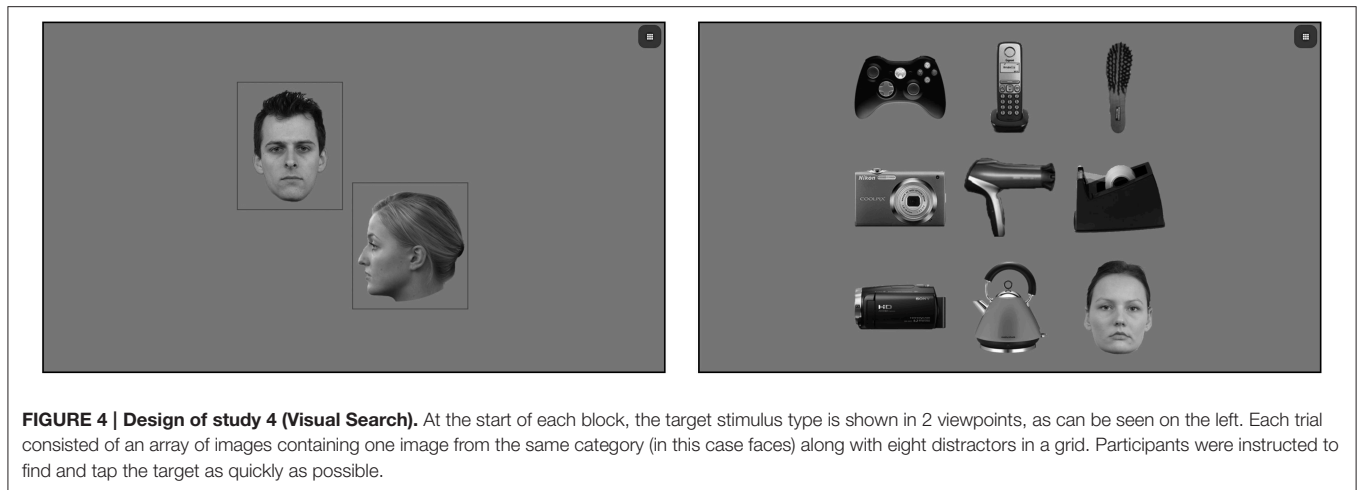 Nikon
COOLPIX
HD
SONY
FIGURE 4 | Design of study 4 (Visual Search). At the start of each block, the target stimulus type is shown in 2 viewpoints, as can be seen on the left. Each trial
consisted of an array of images containing one image from the same category (in this case faces) along with eight distractors in a grid. Participants were instructed to
find and tap the target as quickly as possible.